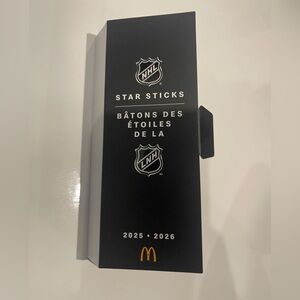 NHL
STAR STICKS
BÂTONS DES
ÉTOILES
DE LA
LNH
2025 • 2026